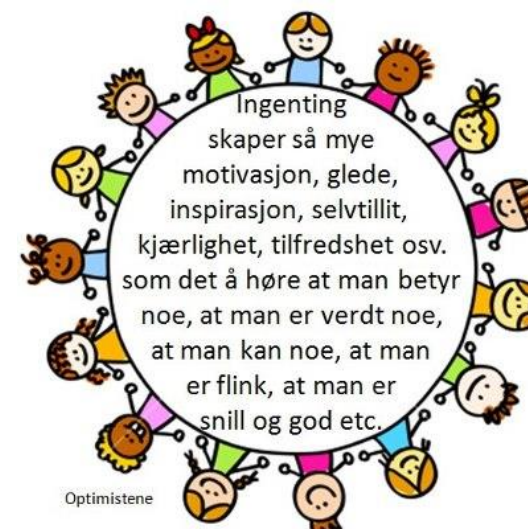 Ingenting
skaper så mye
motivasjon, glede,
inspirasjon, selvtillit,
kjærlighet, tilfredshet osv.
som det å høre at man betyr
noe, at man er verdt noe,
at man kan noe, at man
er flink, at man er
snill og god etc.
Optimistene